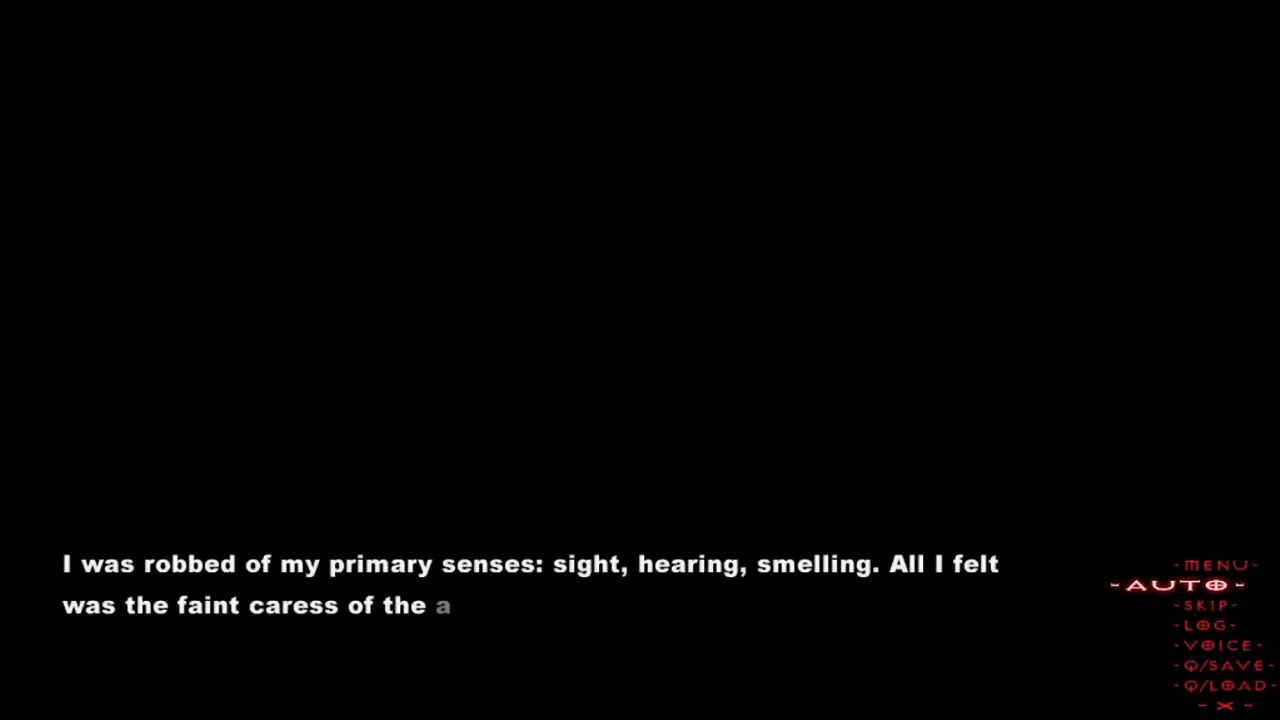 I was robbed of my primary senses: sight, hearing, smelling. All I felt
was the faint caress of the a
-MENU-
-AUTO-
-SKIP-
-LOG-
-VOICE-
-Q/SAVE-
-Q/LOAD-
-X-